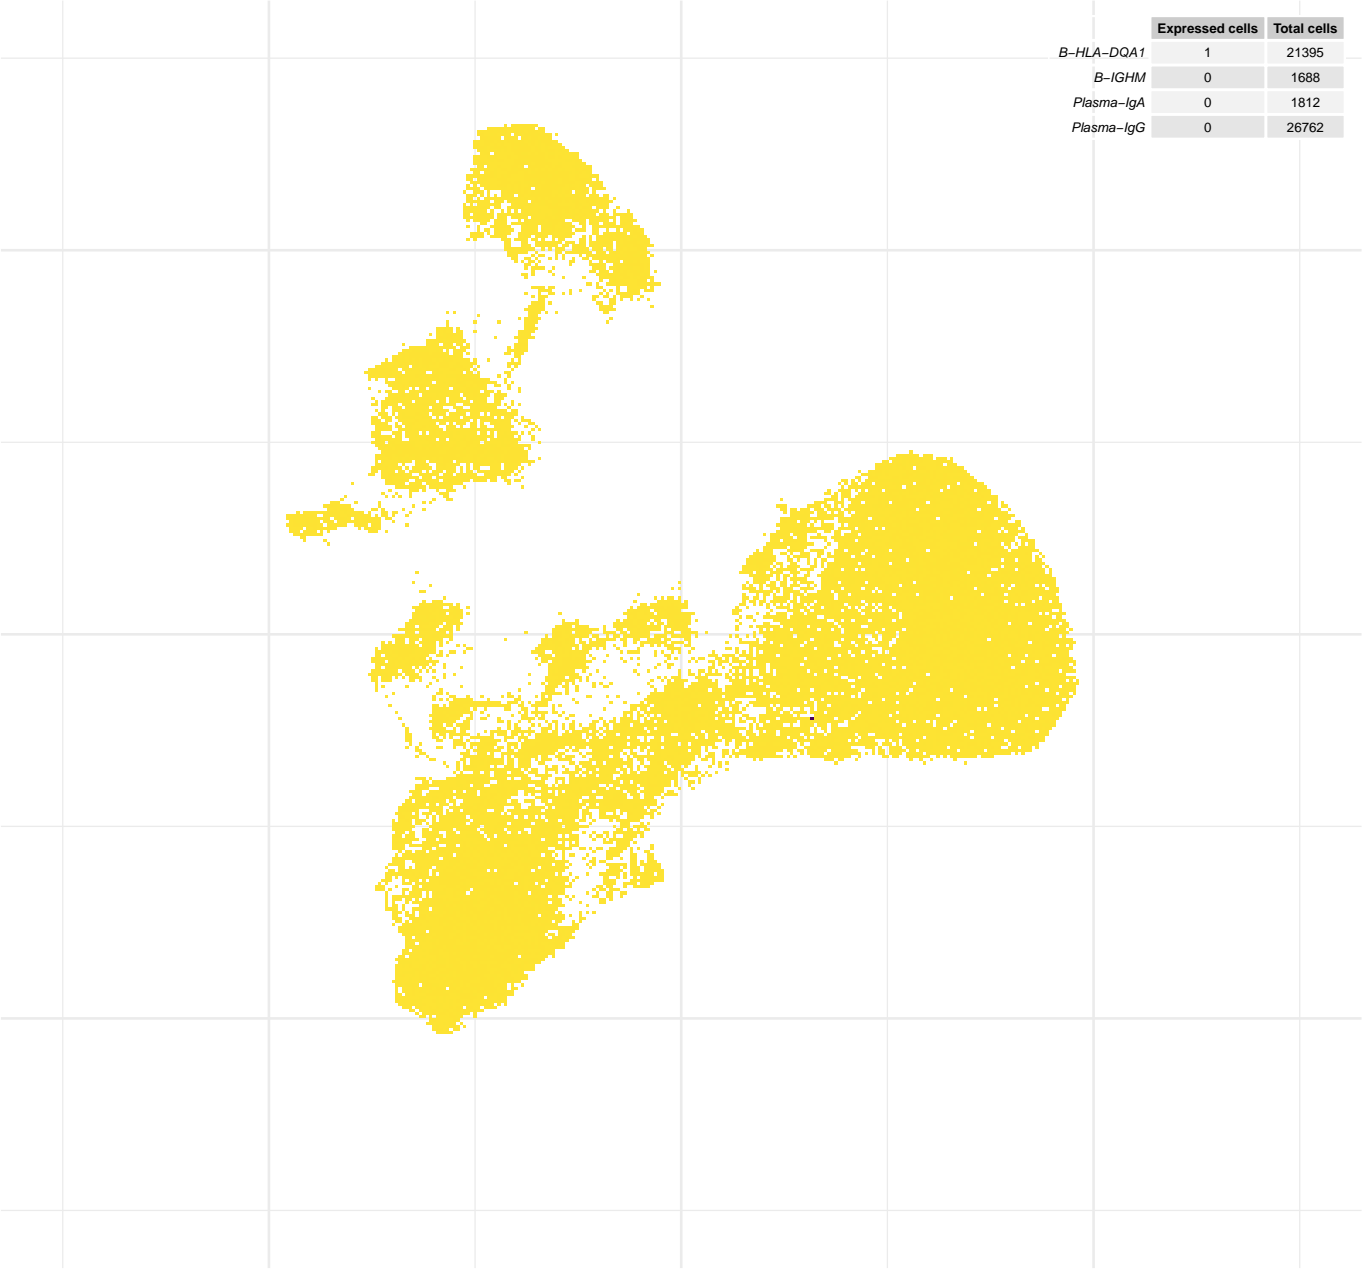 Expressed cells Total cells
B−HLA−DQA1 1 21395
B−IGHM 0 1688
Plasma−IgA 0 1812
Plasma−IgG 0 26762